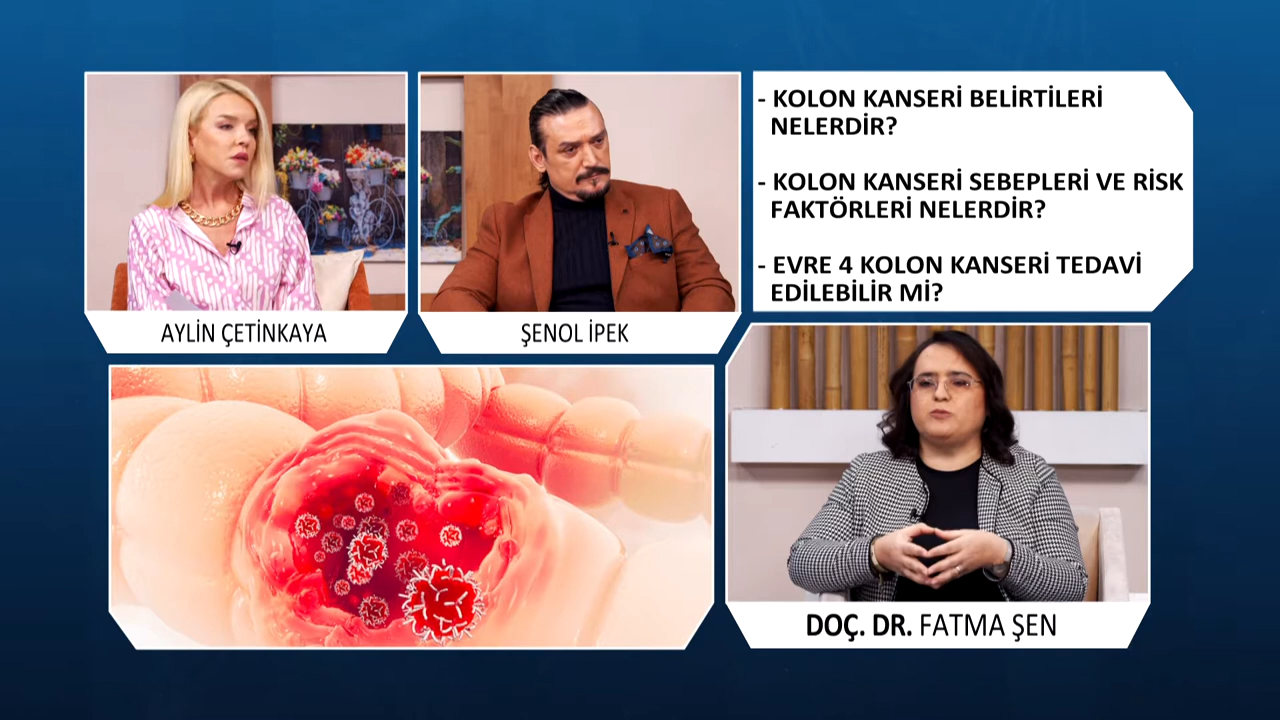 - KOLON KANSERİ BELİRTİLERİ
NELERDİR?
- KOLON KANSERİ SEBEPLERİ VE RİSK
FAKTÖRLERİ NELERDİR?
- EVRE 4 KOLON KANSERİ TEDAVİ
EDİLEBİLİR Mİ?
AYLİN ÇETİNKAYA
ŞENOL İPEK
DOÇ. DR. FATMA ŞEN